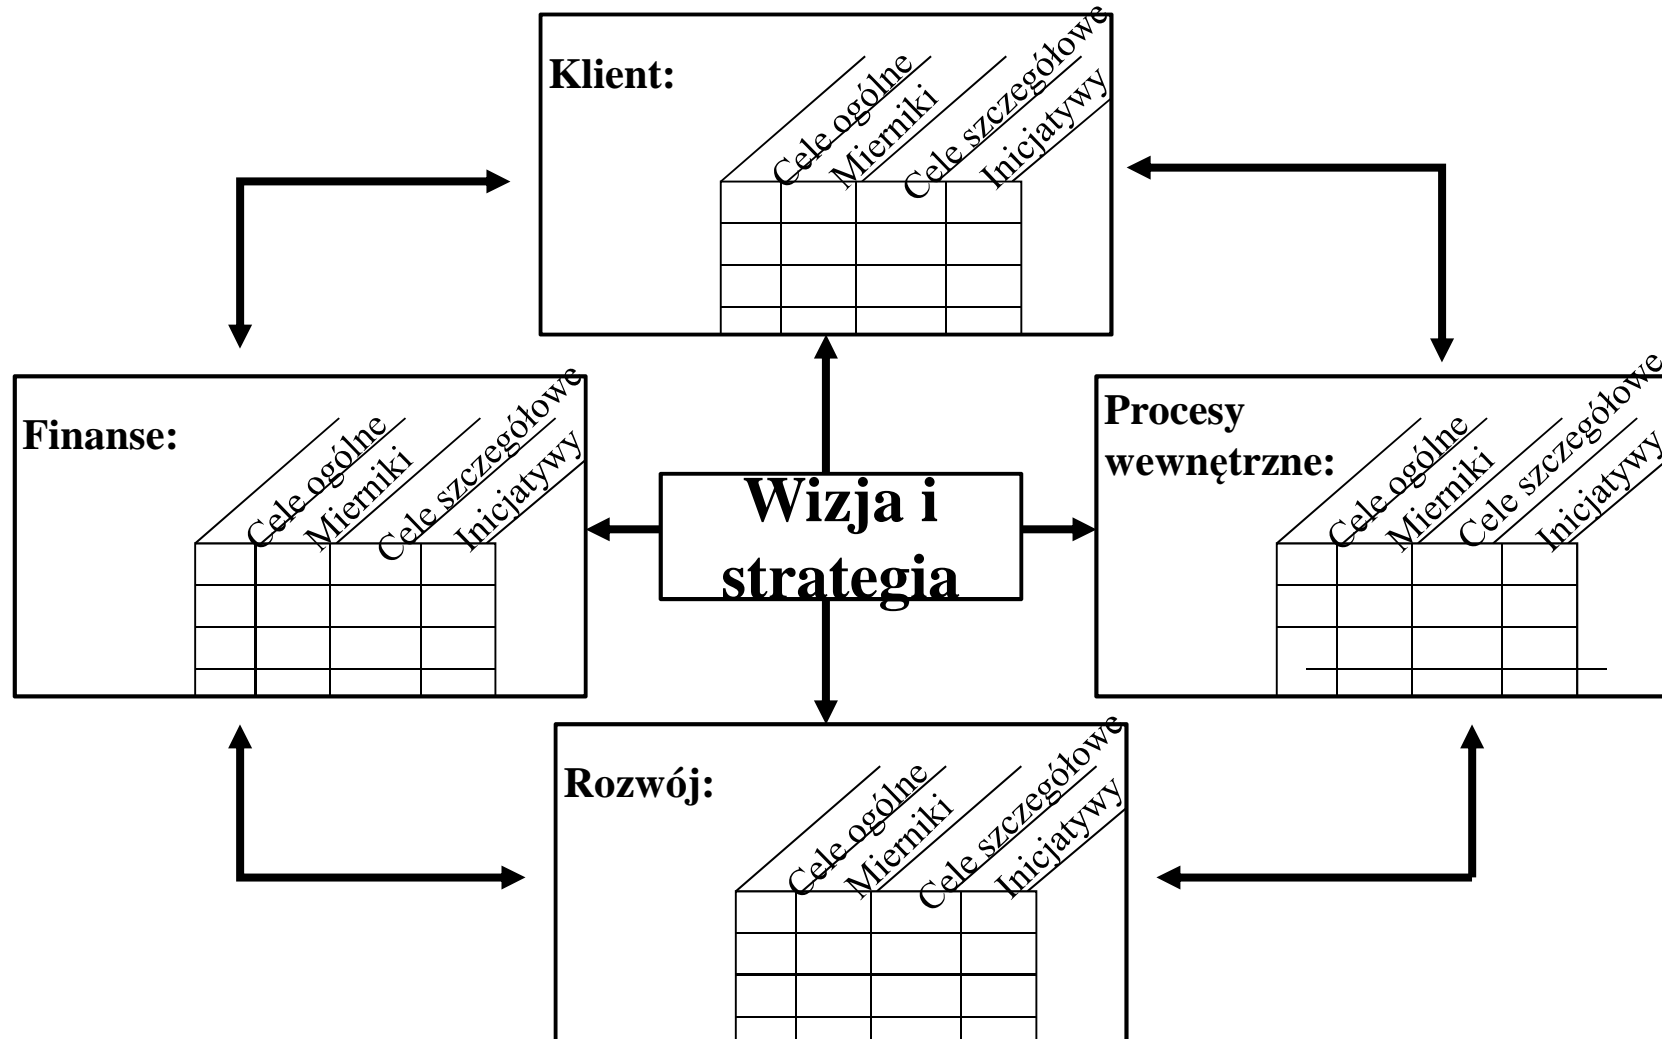 Klient:
Cele ogólne
Mierniki
Cele szczegółowe
Inicjatywy
Finanse:
Cele ogólne
Mierniki
Cele szczegółowe
Inicjatywy
Wizja i
strategia
Procesy
wewnętrzne:
Cele ogólne
Mierniki
Cele szczegółowe
Inicjatywy
Rozwój:
Cele ogólne
Mierniki
Cele szczegółowe
Inicjatywy